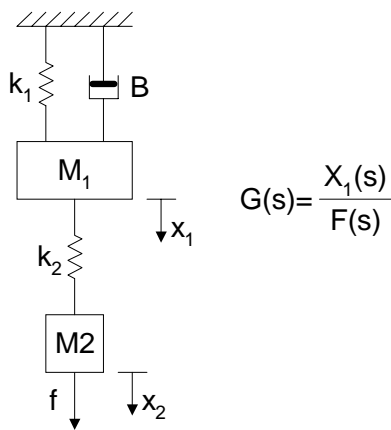 k₁
B
M₁
G(s)= X₁(s) / F(s)
x₁
k₂
M2
f
x₂